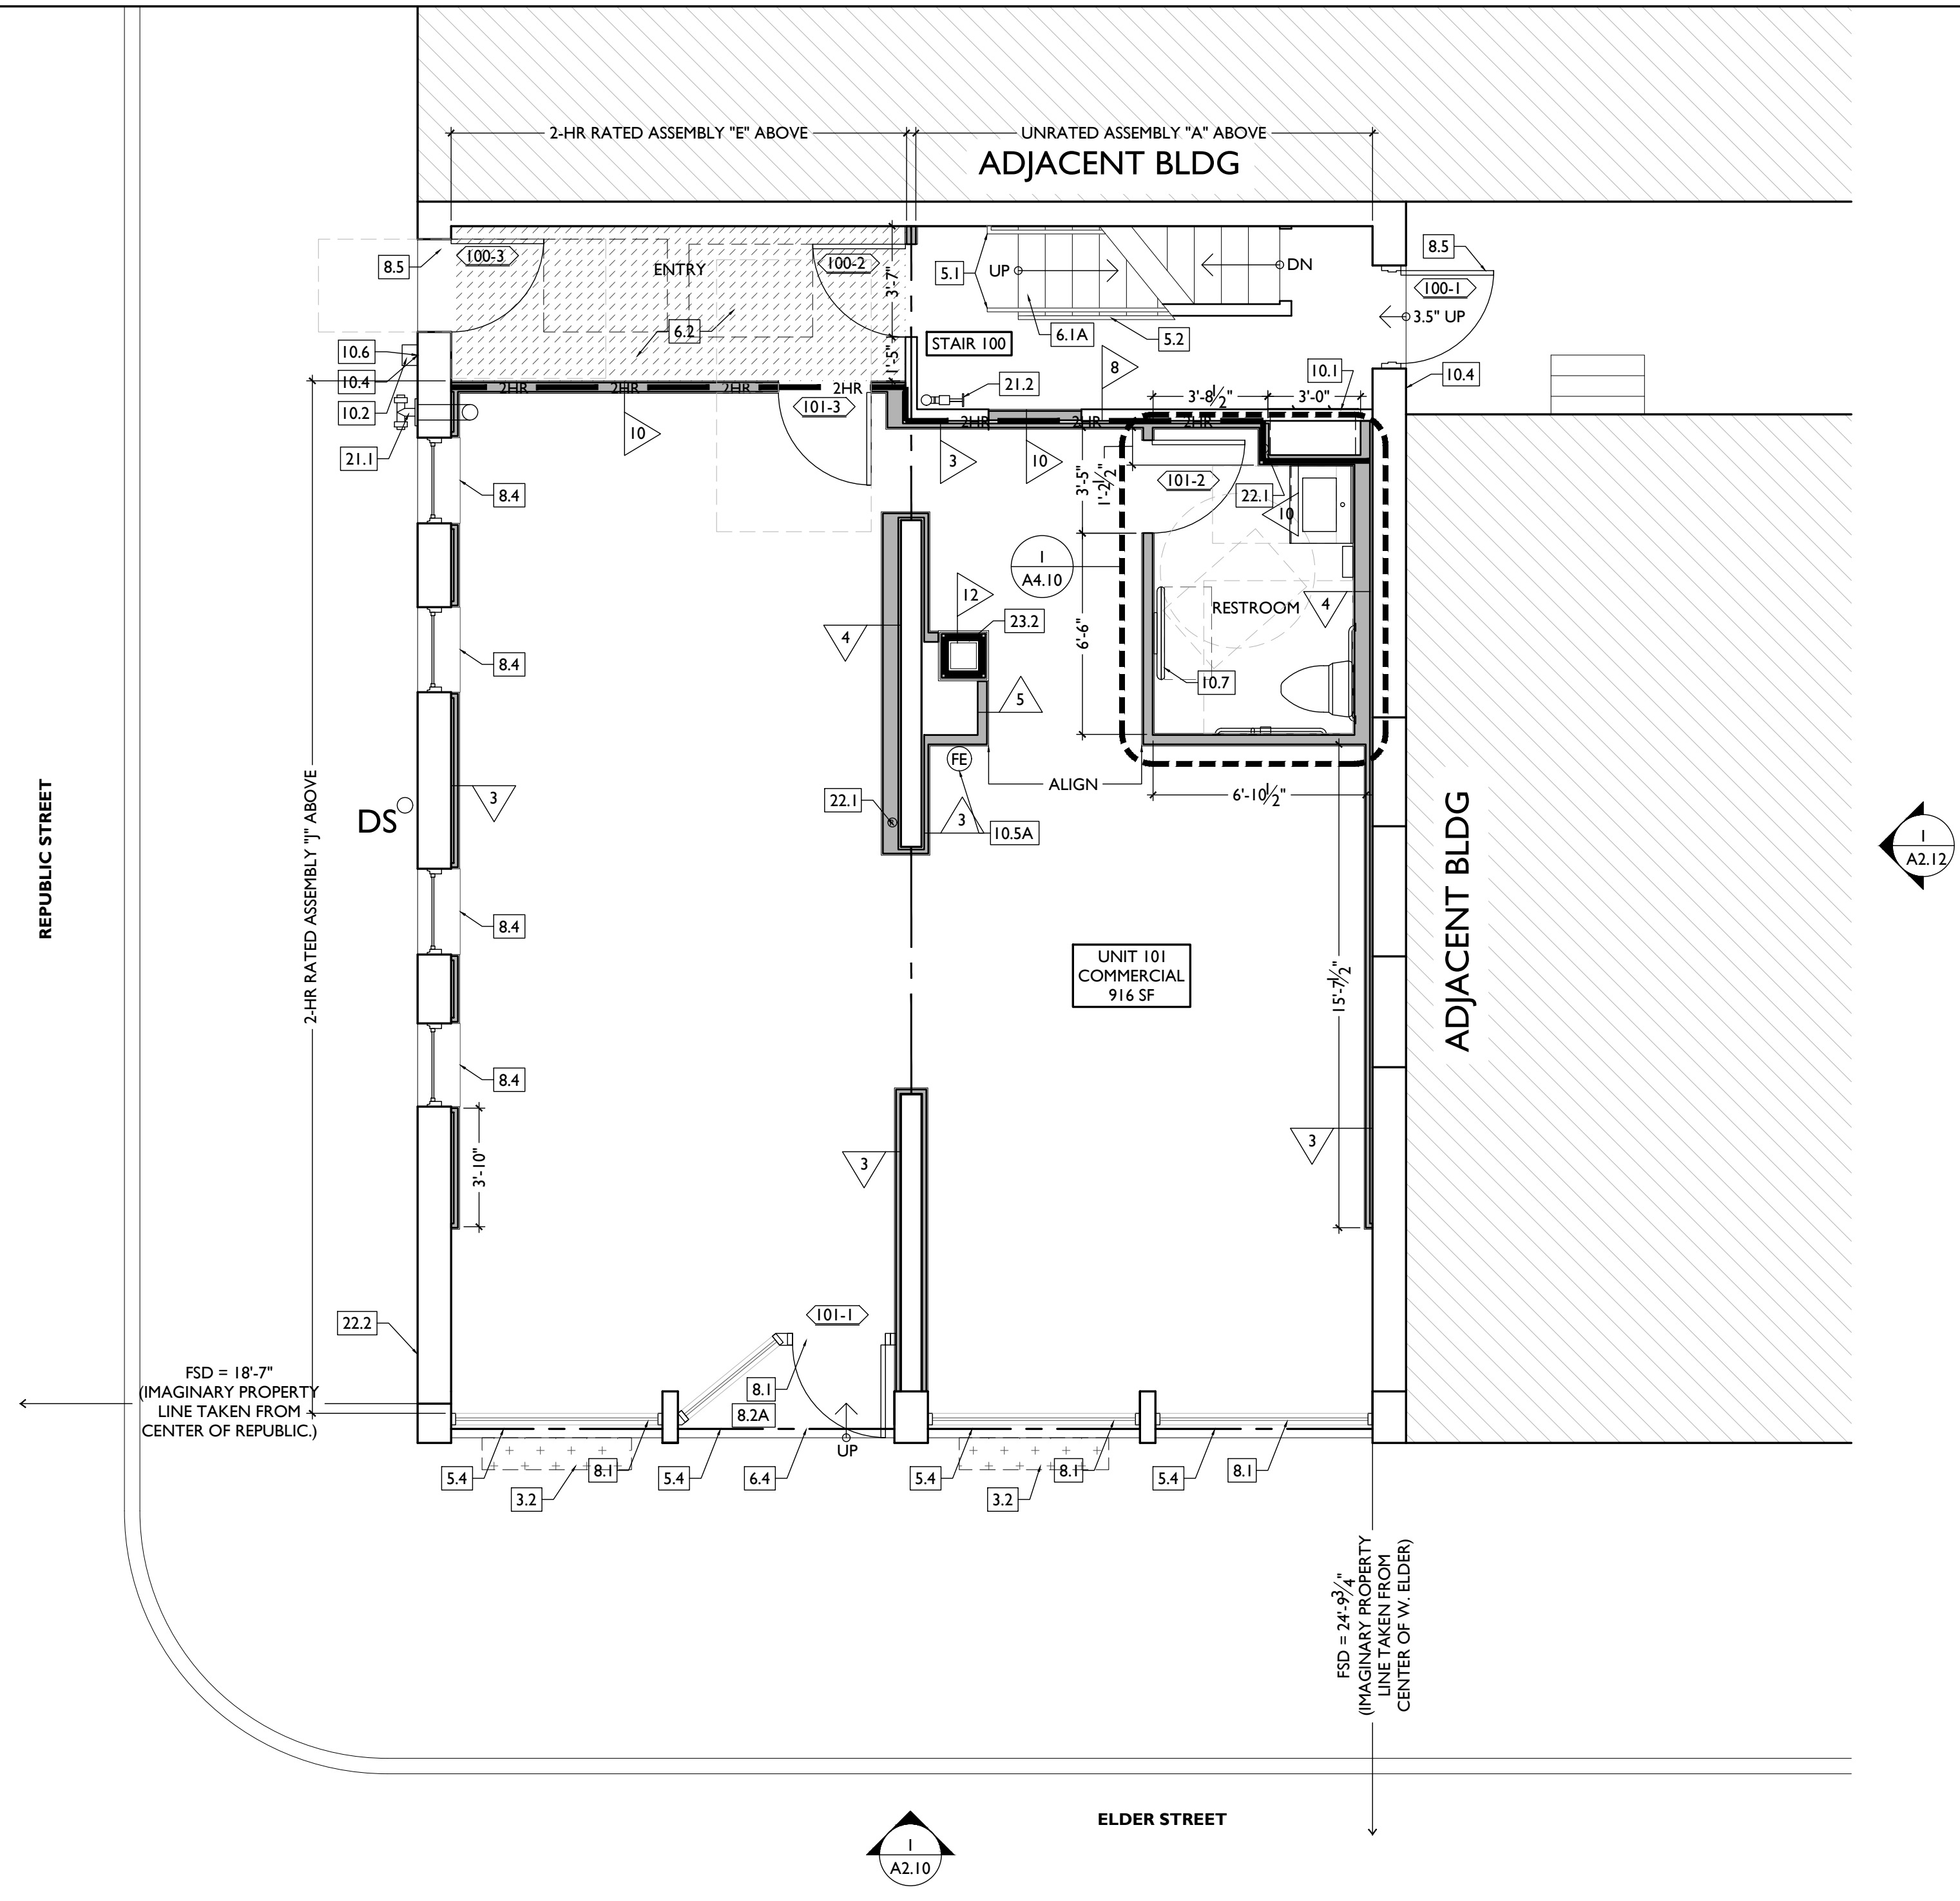 2-HR RATED ASSEMBLY "E" ABOVE
UNRATED ASSEMBLY "A" ABOVE
ADJACENT BLDG
8.5
100-3
ENTRY
100-2
3'-7"
5.1
UP
DN
8.5
100-1
3.5" UP
6.2
1'-5"
STAIR 100
6.1A
5.2
10.6
10.4
10.2
21.1
2HR
2HR
2HR
2HR
101-3
10
21.2
8
10.1
10.4
3'-8 1/2"
3'-0"
2HR
2HR
2HR
3
10
3'-5"
1'-2 1/2"
101-2
22.1
10
8.4
1
A4.10
12
23.2
RESTROOM
4
4
6'-6"
8.4
10.7
5
FE
ALIGN
6'-10 1/2"
3
22.1
3
10.5A
DS
REPUBLIC STREET
2-HR RATED ASSEMBLY "J" ABOVE
ADJACENT BLDG
1
A2.12
8.4
UNIT 101
COMMERCIAL
916 SF
15'-7 1/2"
8.4
3'-10"
3
3
101-1
22.2
FSD = 18'-7"
(IMAGINARY PROPERTY
LINE TAKEN FROM
CENTER OF REPUBLIC.)
8.1
8.2A
UP
5.4
8.1
5.4
6.4
5.4
8.1
5.4
8.1
3.2
3.2
FSD = 24'-9 3/4"
(IMAGINARY PROPERTY
LINE TAKEN FROM
CENTER OF W. ELDER)
ELDER STREET
1
A2.10